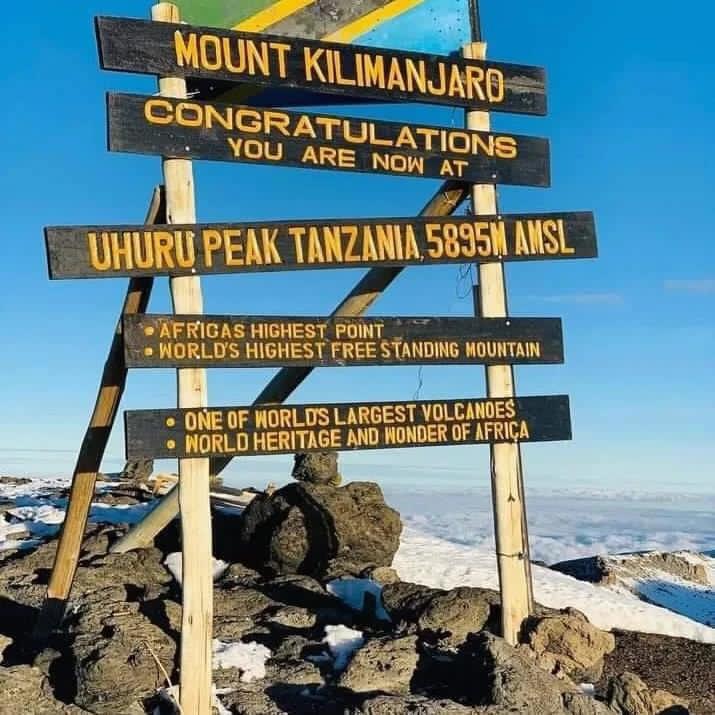 MOUNT KILIMANJARO
CONGRATULATIONS
YOU ARE NOW AT
UHURU PEAK TANZANIA, 5895M AMSL
• AFRICAS HIGHEST POINT
• WORLD'S HIGHEST FREE STANDING MOUNTAIN
• ONE OF WORLD'S LARGEST VOLCANOES
• WORLD HERITAGE AND WONDER OF AFRICA